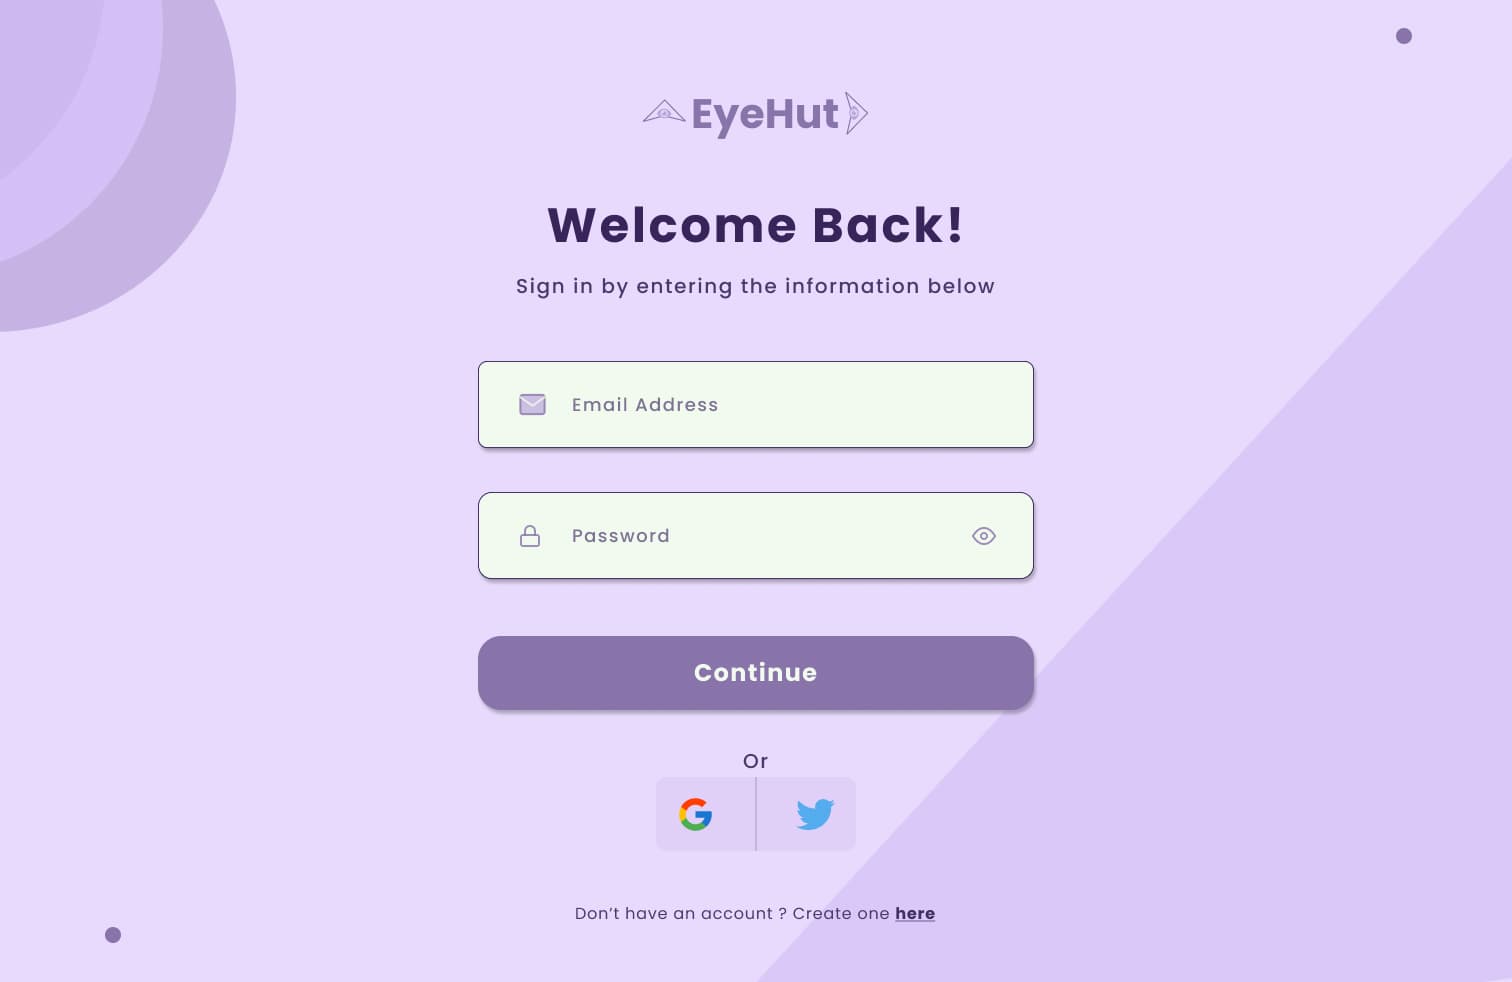 EyeHut
Welcome Back!
Sign in by entering the information below
Email Address
Password
Continue
Or
Don’t have an account ? Create one here